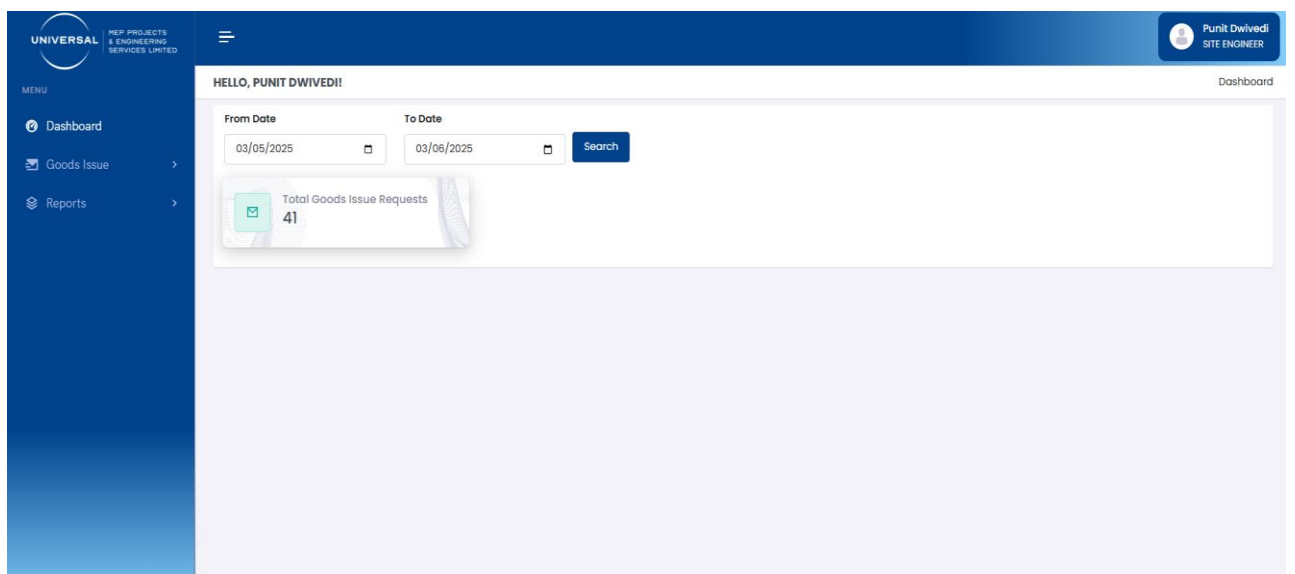 UNIVERSAL
MEP PROJECTS
& ENGINEERING
SERVICES LIMITED
Punit Dwivedi
SITE ENGINEER
MENU
HELLO, PUNIT DWIVEDI!
Dashboard
Dashboard
Goods Issue
Reports
From Date
To Date
03/05/2025
03/06/2025
Search
Total Goods Issue Requests
41